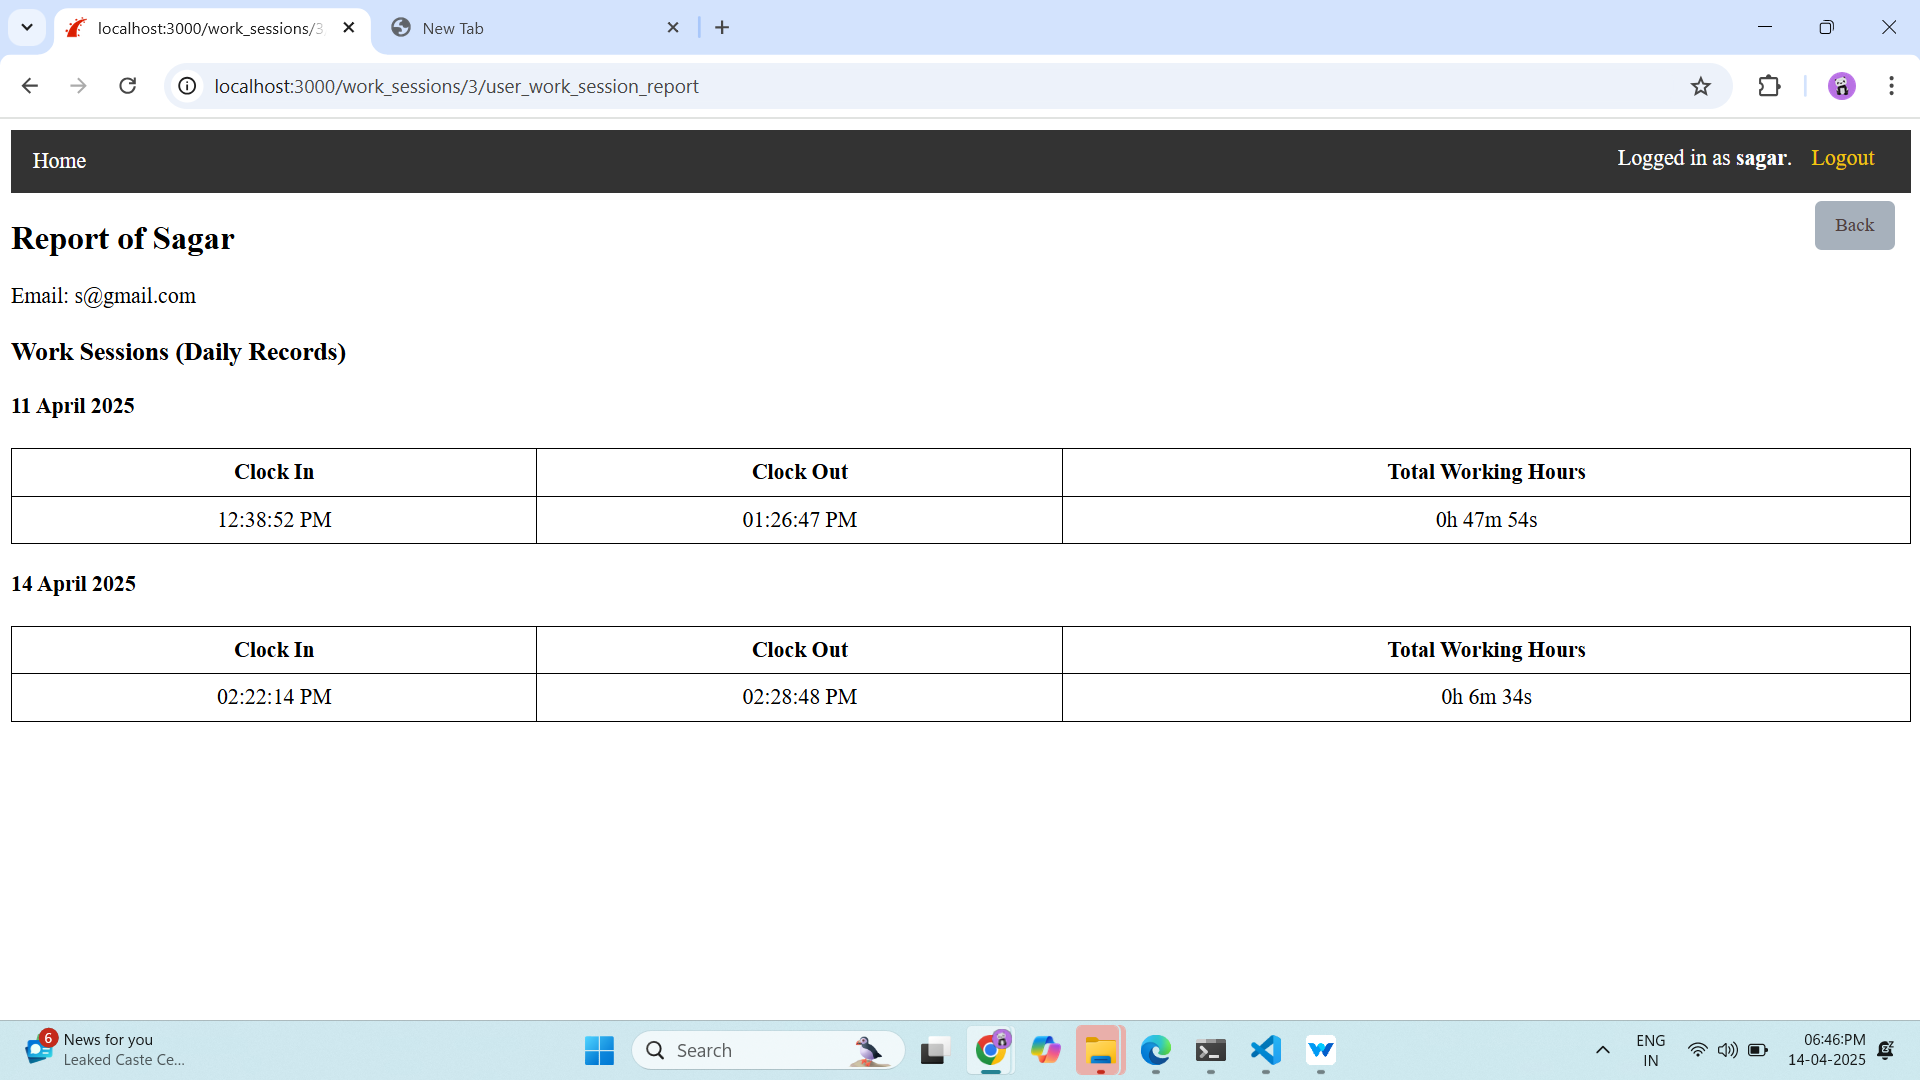 localhost:3000/work_sessions/3
New Tab
localhost:3000/work_sessions/3/user_work_session_report
Home
Logged in as sagar. Logout
Back
Report of Sagar
Email: s@gmail.com
Work Sessions (Daily Records)
11 April 2025
Clock In Clock Out Total Working Hours
12:38:52 PM 01:26:47 PM 0h 47m 54s
14 April 2025
Clock In Clock Out Total Working Hours
02:22:14 PM 02:28:48 PM 0h 6m 34s
6
News for you
Leaked Caste Ce...
Search
ENG
IN
06:46:PM
14-04-2025